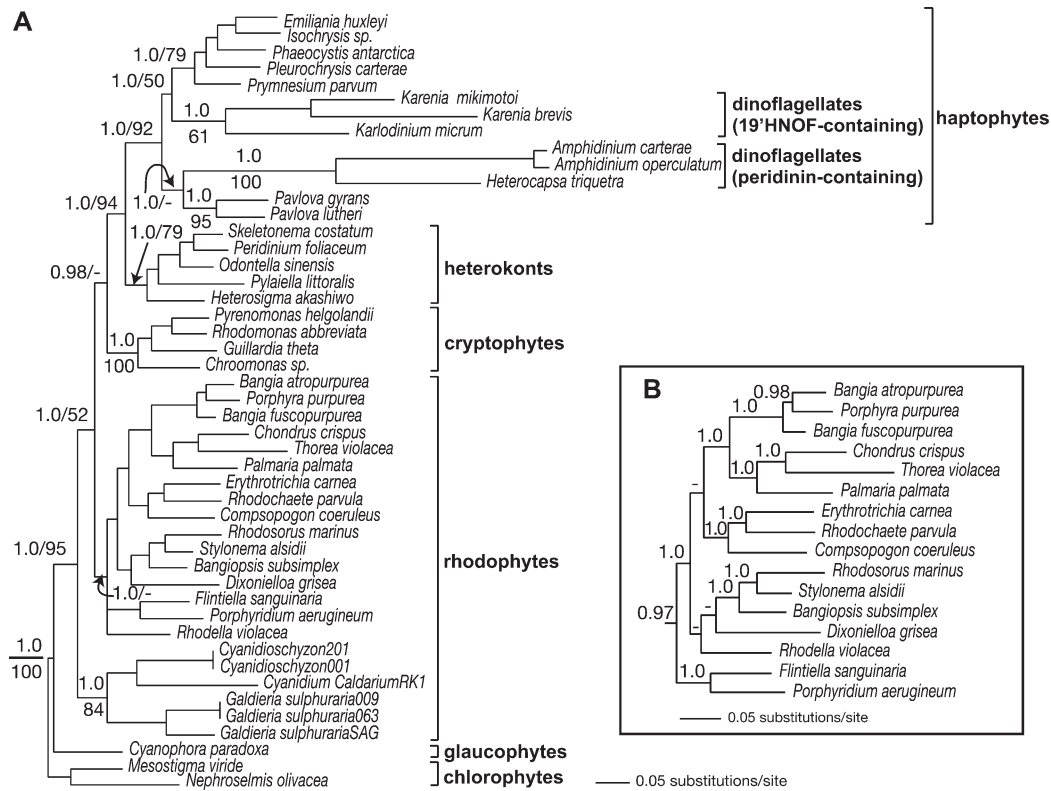 A
Emiliania huxleyi
Isochrysis sp.
Phaeocystis antarctica
Pleurochrysis carterae
Prymnesium parvum
Karenia mikimotoi
Karenia brevis
Karlodinium micrum
Amphidinium carterae
Amphidinium operculatum
Heterocapsa triquetra
Pavlova gyrans
Pavlova lutheri
Skeletonema costatum
Peridinium foliaceum
Odontella sinensis
Pylaiella littoralis
Heterosigma akashiwo
Pyrenomonas helgolandii
Rhodomonas abbreviata
Guillardia theta
Chroomonas sp.
Bangia atropurpurea
Porphyra purpurea
Bangia fuscopurpurea
Chondrus crispus
Thorea violacea
Palmaria palmata
Erythrotrichia carnea
Rhodochaete parvula
Compsopogon coeruleus
Rhodosorus marinus
Stylonema alsidii
Bangiopsis subsimplex
Dixonielloa grisea
Flintiella sanguinaria
Porphyridium aerugineum
Rhodella violacea
Cyanidioschyzon201
Cyanidioschyzon001
Cyanidium CaldariumRK1
Galdieria sulphuraria009
Galdieria sulphuraria063
Galdieria sulphurariaSAG
Cyanophora paradoxa
Mesostigma viride
Nephroselmis olivacea
1.0/79
1.0/50
1.0
61
1.0/92
1.0
100
1.0/-
1.0
95
1.0/94
1.0/79
0.98/-
1.0
100
1.0/52
1.0/-
1.0/95
1.0
84
1.0
100
dinoflagellates
(19'HNOF-containing)
dinoflagellates
(peridinin-containing)
haptophytes
heterokonts
cryptophytes
rhodophytes
glaucophytes
chlorophytes
0.05 substitutions/site
B
Bangia atropurpurea
Porphyra purpurea
Bangia fuscopurpurea
Chondrus crispus
Thorea violacea
Palmaria palmata
Erythrotrichia carnea
Rhodochaete parvula
Compsopogon coeruleus
Rhodosorus marinus
Stylonema alsidii
Bangiopsis subsimplex
Dixonielloa grisea
Rhodella violacea
Flintiella sanguinaria
Porphyridium aerugineum
0.98
1.0
1.0
1.0
1.0
-
1.0
1.0
1.0
1.0
1.0
-
-
0.97
1.0
0.05 substitutions/site